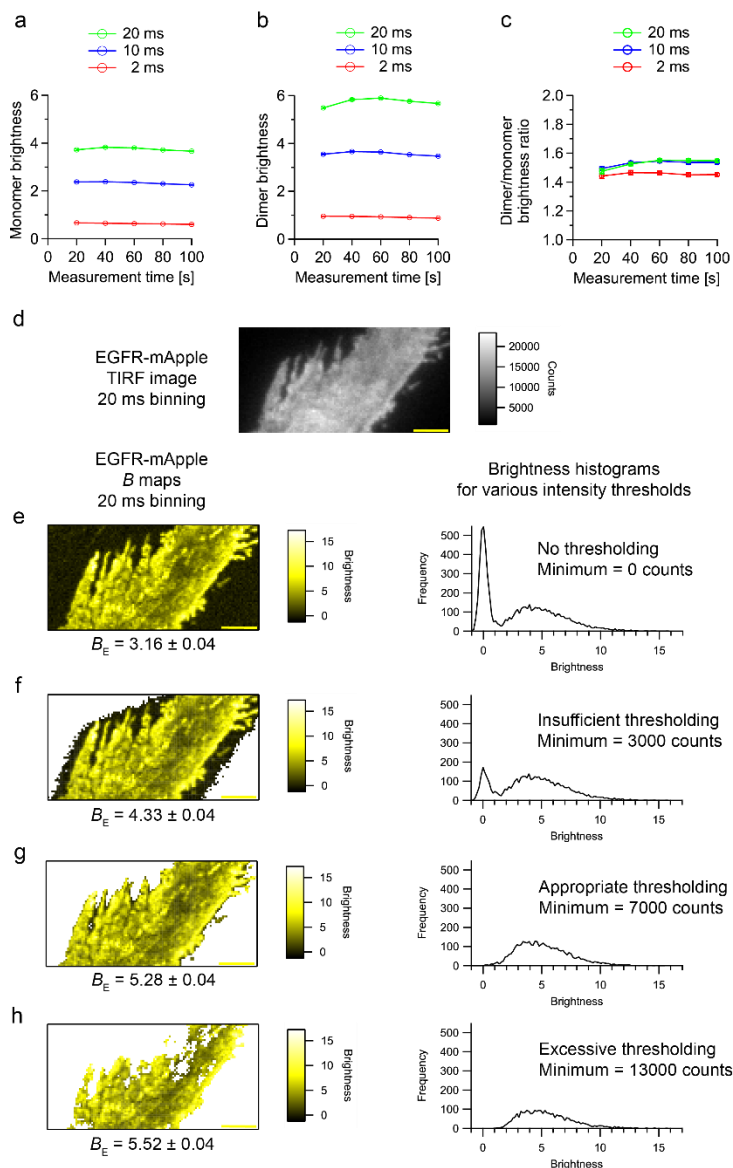 a
20 ms
10 ms
2 ms
6
4
2
0
Monomer brightness
0 20 40 60 80 100
Measurement time [s]
b
20 ms
10 ms
2 ms
6
4
2
0
Dimer brightness
0 20 40 60 80 100
Measurement time [s]
c
20 ms
10 ms
2 ms
2.0
1.8
1.6
1.4
1.2
1.0
Dimer/monomer
brightness ratio
0 20 40 60 80 100
Measurement time [s]
d
EGFR-mApple
TIRF image
20 ms binning
20000
15000
10000
5000
Counts
EGFR-mApple
B maps
20 ms binning
Brightness histograms
for various intensity thresholds
e
15
10
5
0
Brightness
B_E = 3.16 ± 0.04
500
400
300
200
100
0
Frequency
No thresholding
Minimum = 0 counts
0 5 10 15
Brightness
f
15
10
5
0
Brightness
B_E = 4.33 ± 0.04
500
400
300
200
100
0
Frequency
Insufficient thresholding
Minimum = 3000 counts
0 5 10 15
Brightness
g
15
10
5
0
Brightness
B_E = 5.28 ± 0.04
500
400
300
200
100
0
Frequency
Appropriate thresholding
Minimum = 7000 counts
0 5 10 15
Brightness
h
15
10
5
0
Brightness
B_E = 5.52 ± 0.04
500
400
300
200
100
0
Frequency
Excessive thresholding
Minimum = 13000 counts
0 5 10 15
Brightness